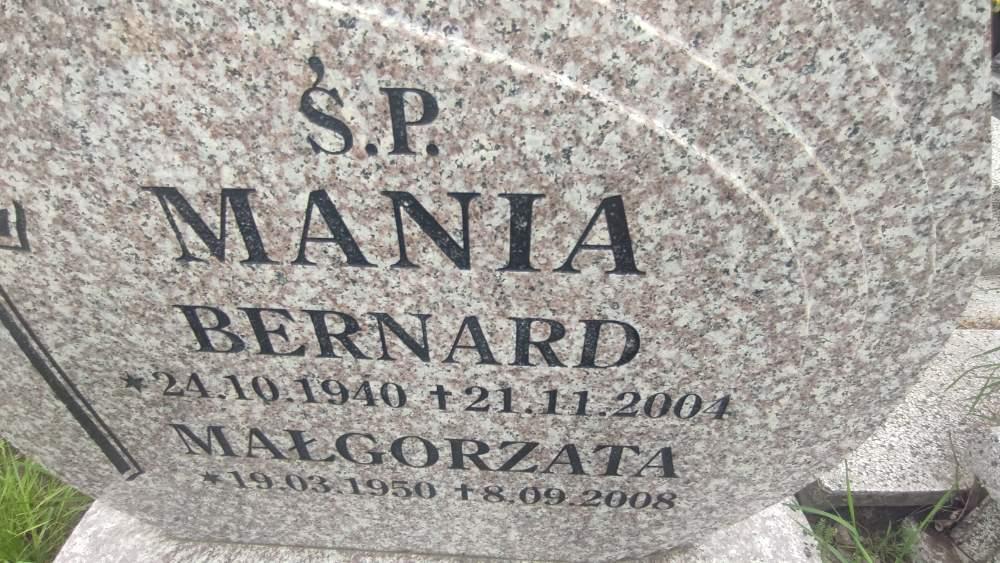 Ś.P.
MANIA
BERNARD
*24.10.1940 †21.11.2004
MAŁGORZATA
*19.03.1950 †8.09.2008